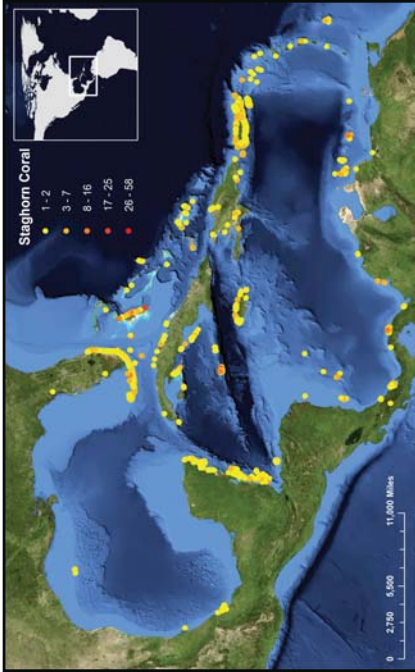 Staghorn Coral
1 - 2
3 - 7
8 - 16
17 - 25
26 - 58
0 2,750 5,500 11,000 Miles